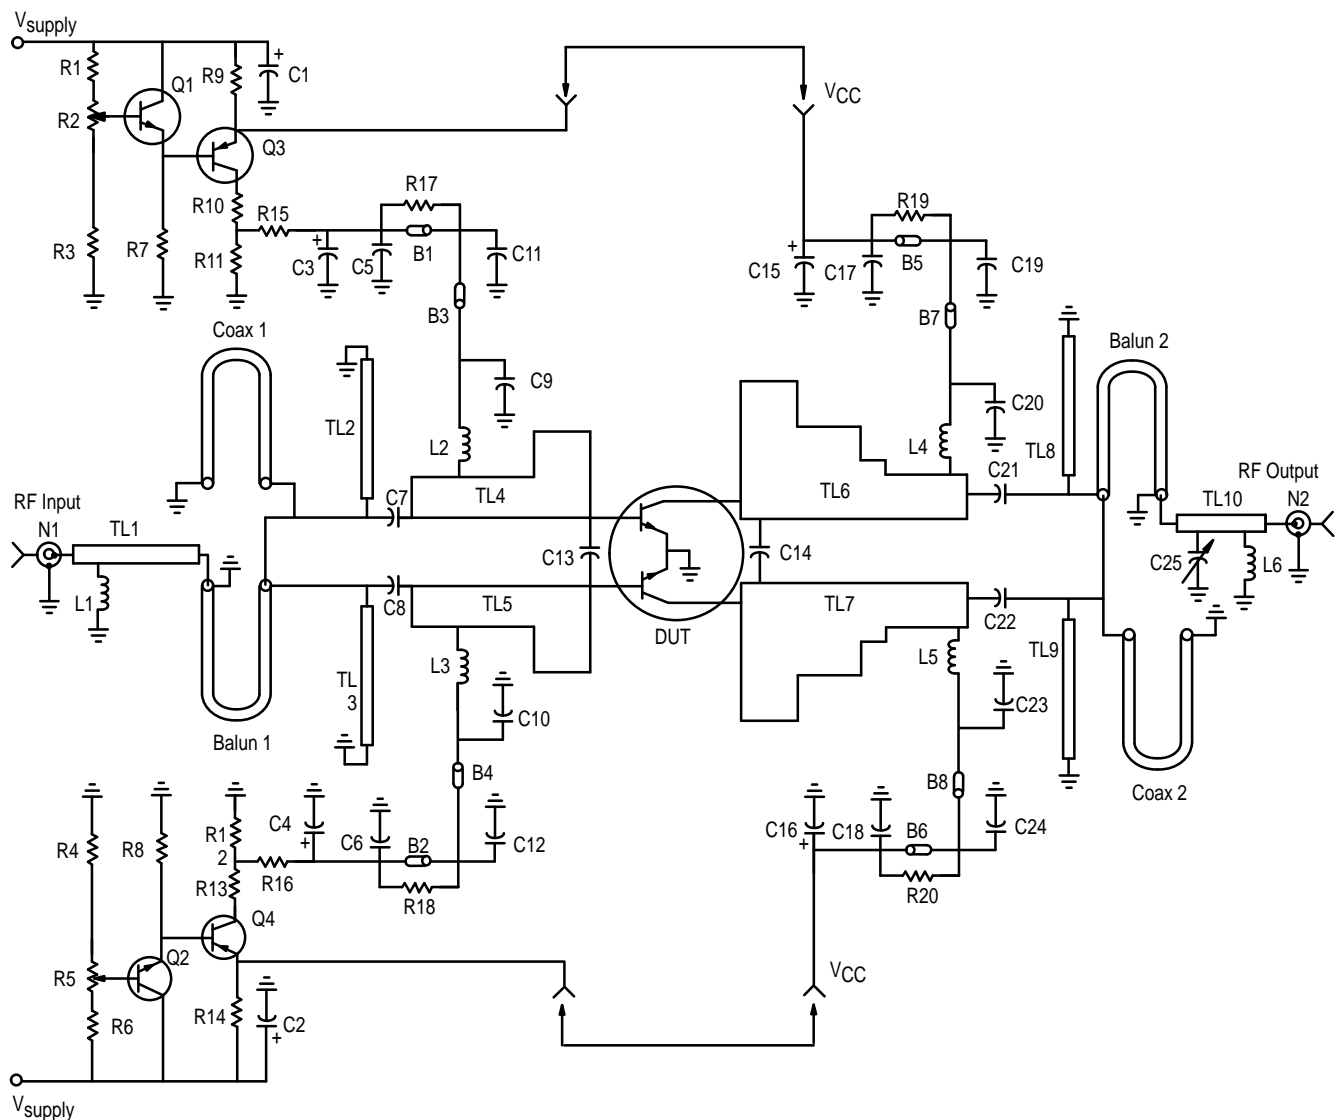 Vsupply
R1
Q1
R9
C1
R2
Q3
VCC
R10
R17
R15
R19
R3
R7
R11
C3
C5
B1
C11
C15
C17
B5
C19
B3
B7
Coax 1
Balun 2
C9
C20
TL2
L2
L4
TL8
C21
RF Input
C7
TL4
TL6
RF Output
N1
TL1
TL10
N2
C13
C14
C25
L6
L1
C8
TL5
TL7
C22
DUT
L3
L5
TL9
TL
3
C10
C23
Balun 1
B4
B8
Coax 2
R4
R8
R1
2
C4
C6
B2
C12
C16
C18
B6
C24
R13
R16
R18
R20
Q4
Q2
R5
VCC
R6
R14
C2
Vsupply